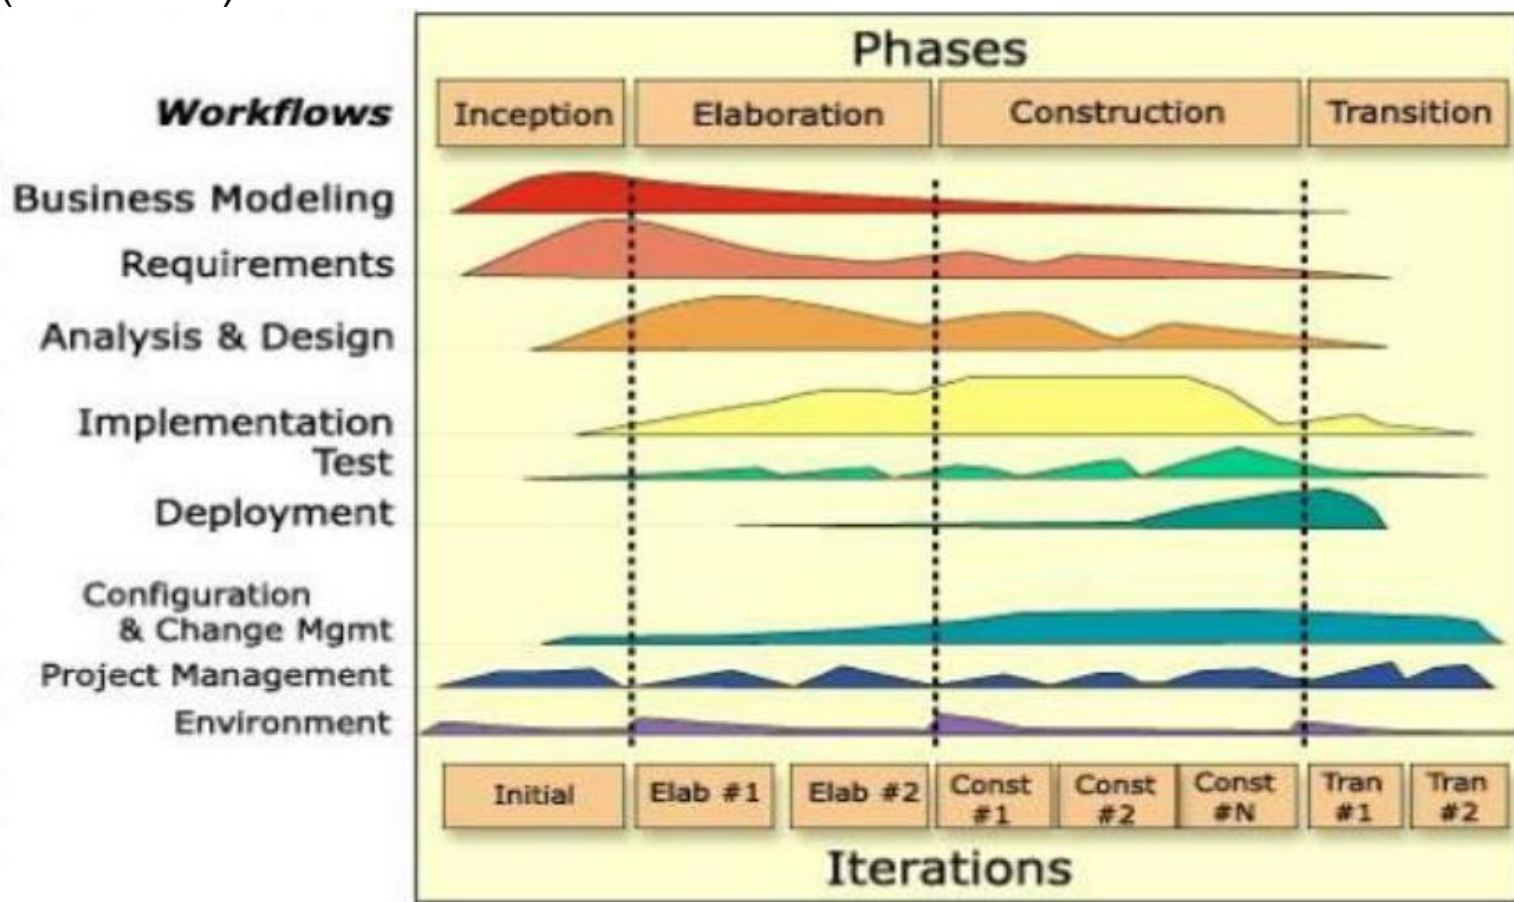 Phases
Workflows
Inception
Elaboration
Construction
Transition
Business Modeling
Requirements
Analysis & Design
Implementation
Test
Deployment
Configuration
& Change Mgmt
Project Management
Environment
Initial
Elab #1
Elab #2
Const
#1
Const
#2
Const
#N
Tran
#1
Tran
#2
Iterations